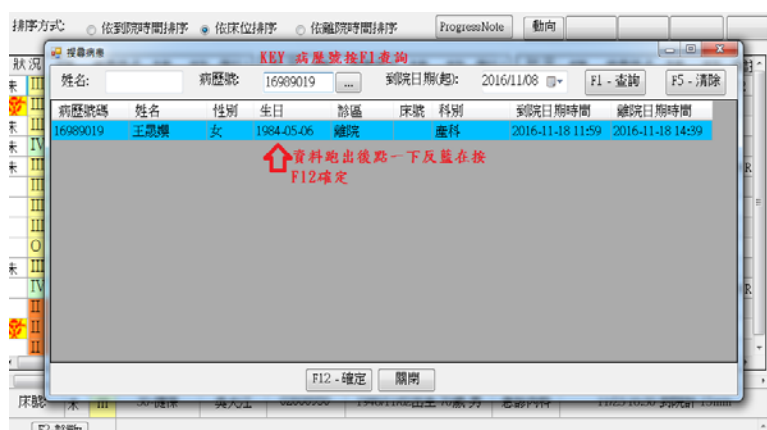 排序方式: 依到院時間排序 依床位排序 依離院時間排序 ProgressNote 動向
狀況
搜尋病患
KEY 病歷號按F1查詢
姓名: 病歷號: 16989019 ... 到院日期(起): 2016/11/08 F1 - 查詢 F5 - 清除
病歷號碼 姓名 性別 生日 診區 床號 科別 到院日期時間 離院日期時間
16989019 女 1984-05-06 離院 產科 2016-11-18 11:59 2016-11-18 14:39
資料跑出後點一下反藍在按
F12確定
F12 - 確定 關閉
床號: